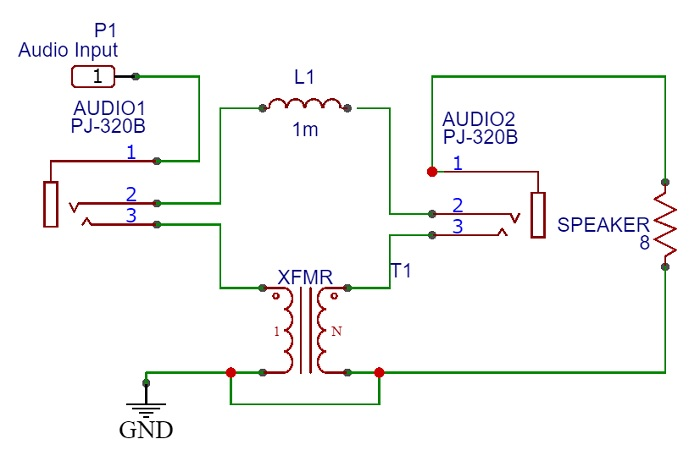 P1
Audio Input
1
AUDIO1
PJ-320B
1
2
3
L1
1m
AUDIO2
PJ-320B
1
2
3
SPEAKER
8
XFMR
T1
1
N
GND